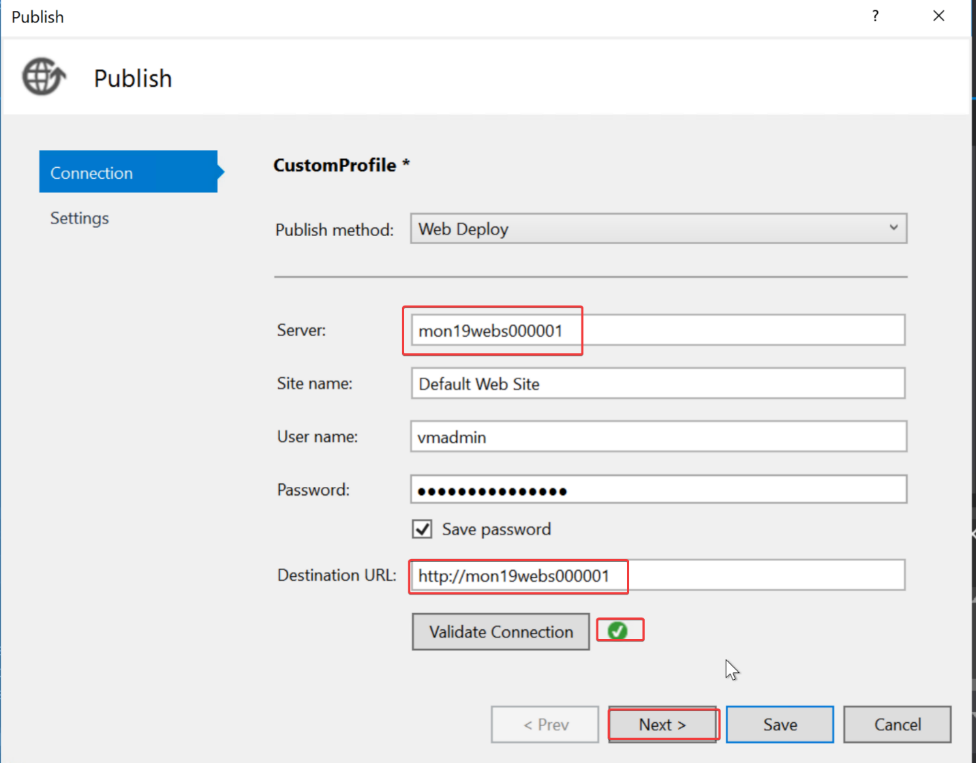 Publish
?
Publish
Connection
Settings
CustomProfile *
Publish method: Web Deploy
Server: mon19webs000001
Site name: Default Web Site
User name: vmadmin
Password: ●●●●●●●●●●●●●●●
Save password
Destination URL: http://mon19webs000001
Validate Connection
< Prev Next > Save Cancel